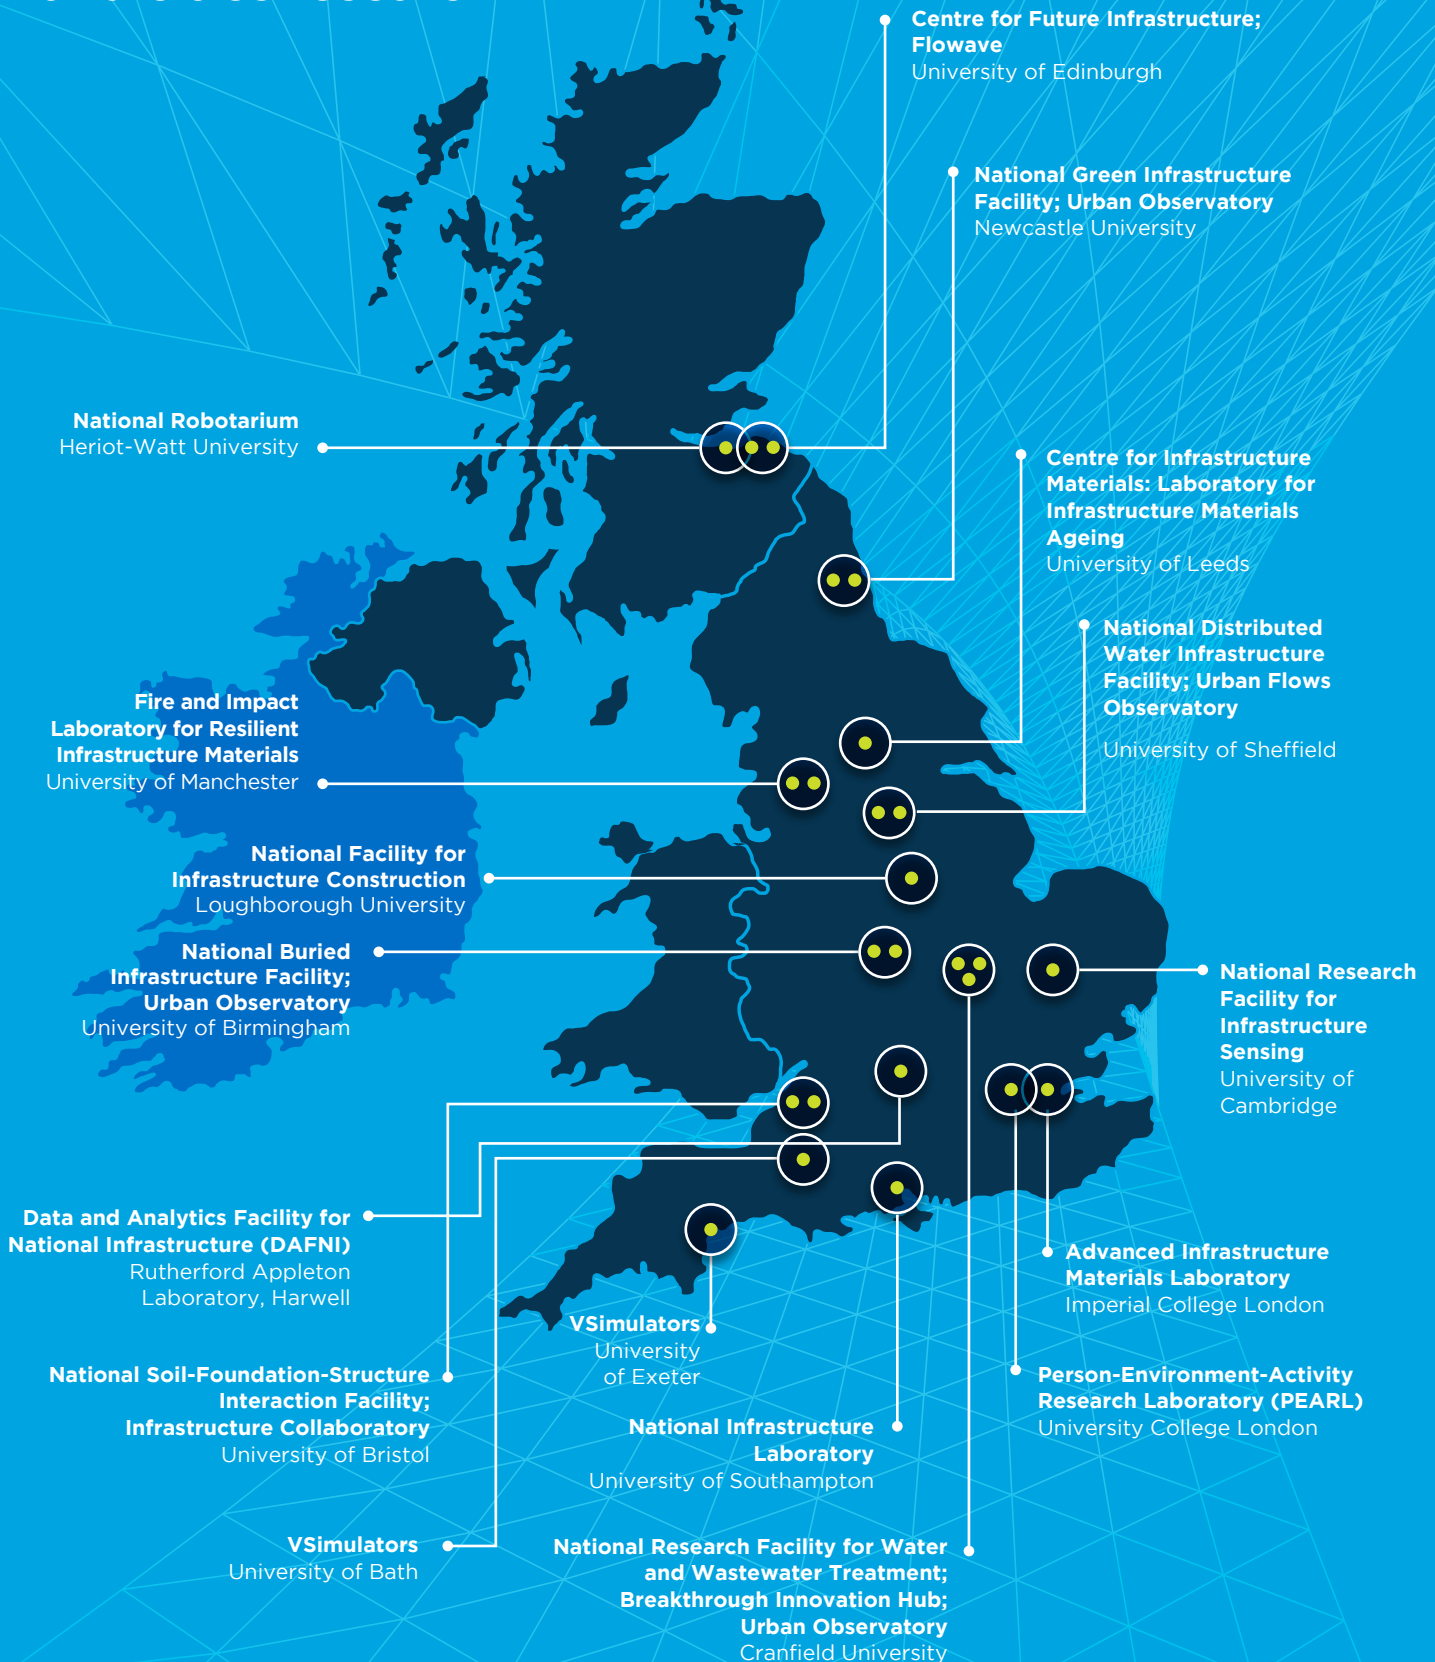 Centre for Future Infrastructure;
Flowave
University of Edinburgh
National Green Infrastructure
Facility; Urban Observatory
Newcastle University
National Robotarium
Heriot-Watt University
Centre for Infrastructure
Materials: Laboratory for
Infrastructure Materials
Ageing
University of Leeds
National Distributed
Water Infrastructure
Facility; Urban Flows
Observatory
University of Sheffield
Fire and Impact
Laboratory for Resilient
Infrastructure Materials
University of Manchester
National Facility for
Infrastructure Construction
Loughborough University
National Buried
Infrastructure Facility;
Urban Observatory
University of Birmingham
National Research
Facility for
Infrastructure
Sensing
University of
Cambridge
Data and Analytics Facility for
National Infrastructure (DAFNI)
Rutherford Appleton
Laboratory, Harwell
Advanced Infrastructure
Materials Laboratory
Imperial College London
VSimulators
University
of Exeter
National Soil-Foundation-Structure
Interaction Facility;
Infrastructure Collaboratory
University of Bristol
Person-Environment-Activity
Research Laboratory (PEARL)
University College London
National Infrastructure
Laboratory
University of Southampton
VSimulators
University of Bath
National Research Facility for Water
and Wastewater Treatment;
Breakthrough Innovation Hub;
Urban Observatory
Cranfield University